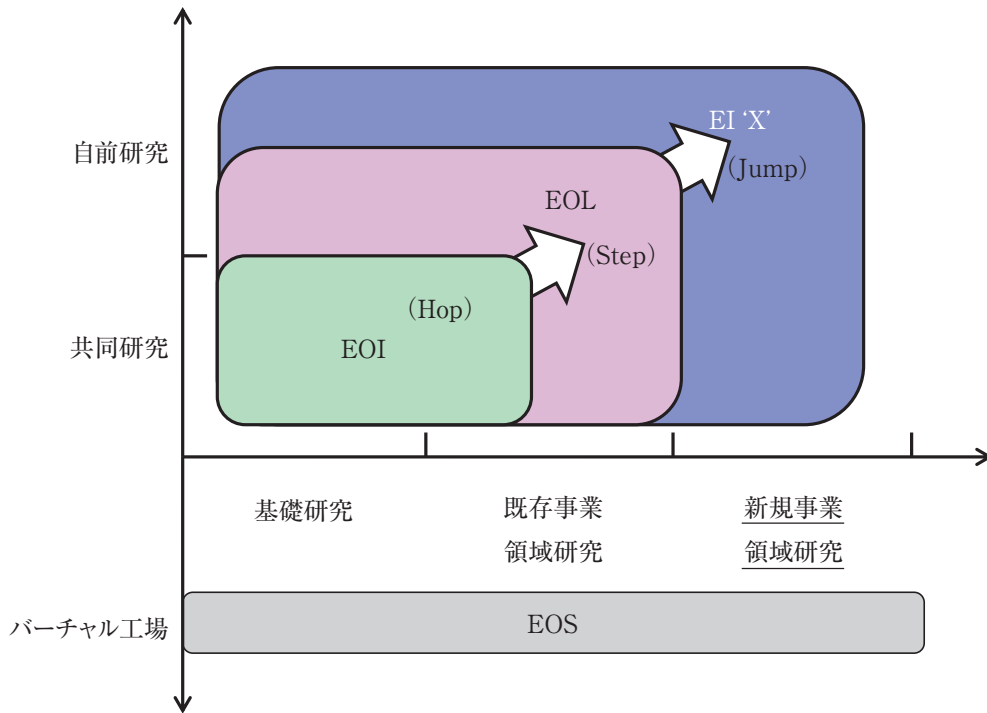 EI ‘X’
自前研究
(Jump)
EOL
(Step)
(Hop)
共同研究
EOI
基礎研究
既存事業
領域研究
新規事業
領域研究
バーチャル工場
EOS